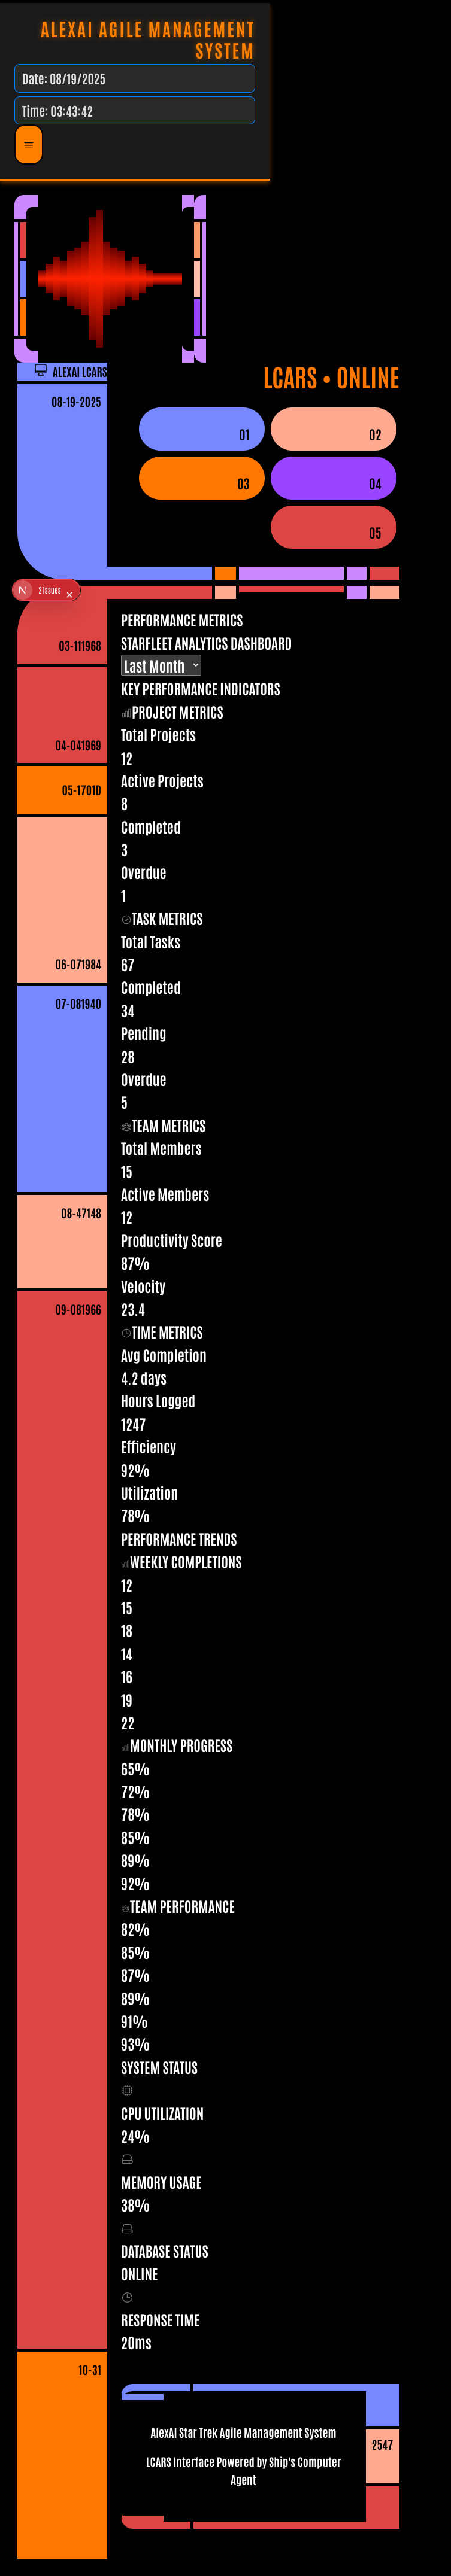 ALEXAI AGILE MANAGEMENT
SYSTEM
Date: 08/19/2025
Time: 03:43:42
ALEXAI LCARS
LCARS • ONLINE
08-19-2025
01
02
03
04
05
2 Issues
03-111968
04-041969
05-1701D
06-071984
07-081940
08-47148
09-081966
10-31
PERFORMANCE METRICS
STARFLEET ANALYTICS DASHBOARD
Last Month
KEY PERFORMANCE INDICATORS
PROJECT METRICS
Total Projects
12
Active Projects
8
Completed
3
Overdue
1
TASK METRICS
Total Tasks
67
Completed
34
Pending
28
Overdue
5
TEAM METRICS
Total Members
15
Active Members
12
Productivity Score
87%
Velocity
23.4
TIME METRICS
Avg Completion
4.2 days
Hours Logged
1247
Efficiency
92%
Utilization
78%
PERFORMANCE TRENDS
WEEKLY COMPLETIONS
12
15
18
14
16
19
22
MONTHLY PROGRESS
65%
72%
78%
85%
89%
92%
TEAM PERFORMANCE
82%
85%
87%
89%
91%
93%
SYSTEM STATUS
CPU UTILIZATION
24%
MEMORY USAGE
38%
DATABASE STATUS
ONLINE
RESPONSE TIME
20ms
AlexAI Star Trek Agile Management System
LCARS Interface Powered by Ship's Computer
Agent
2547